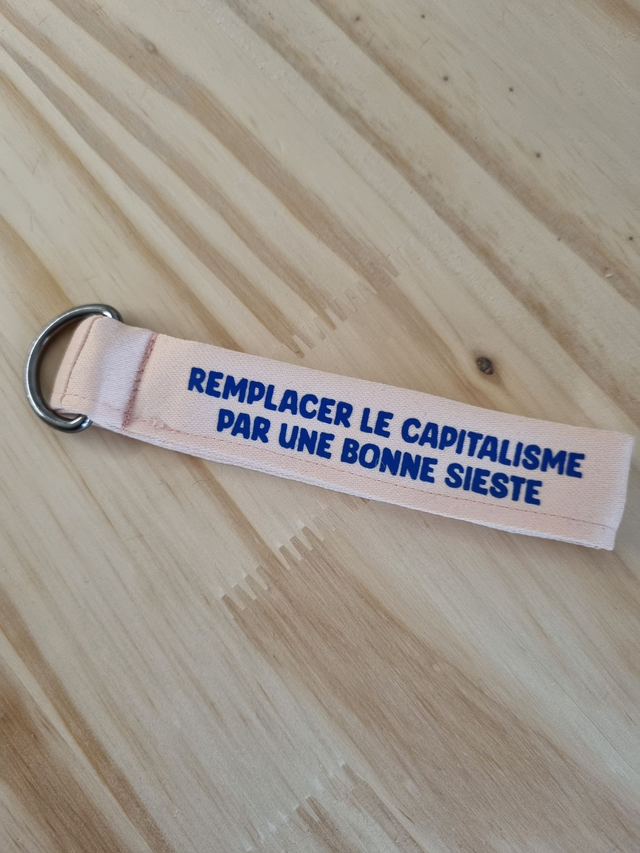 REMPLACER LE CAPITALISME
PAR UNE BONNE SIESTE